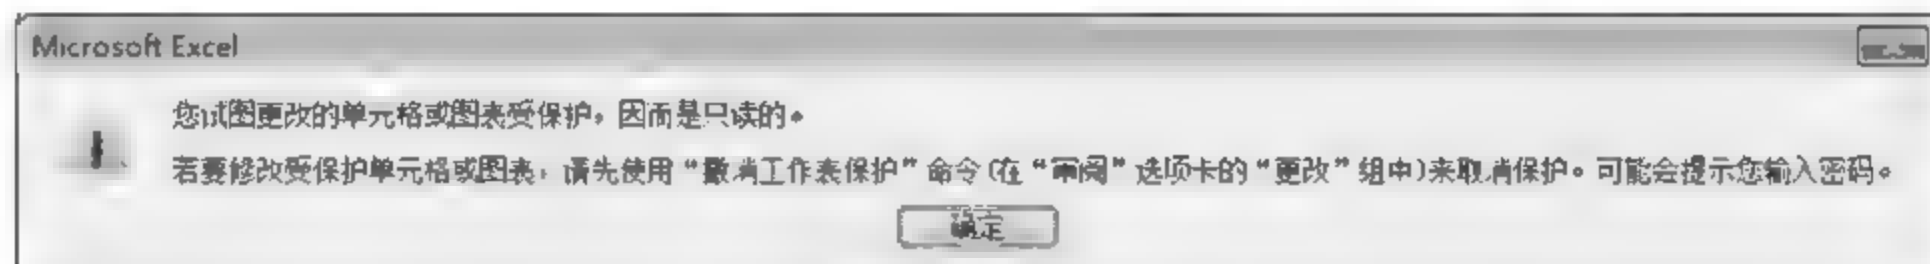 Microsoft Excel
您试图更改的单元格或图表受保护，因而是只读的。
若要修改受保护单元格或图表，请先使用“撤消工作表保护”命令(在“审阅”选项卡的“更改”组中)来取消保护。可能会提示您输入密码。
确定